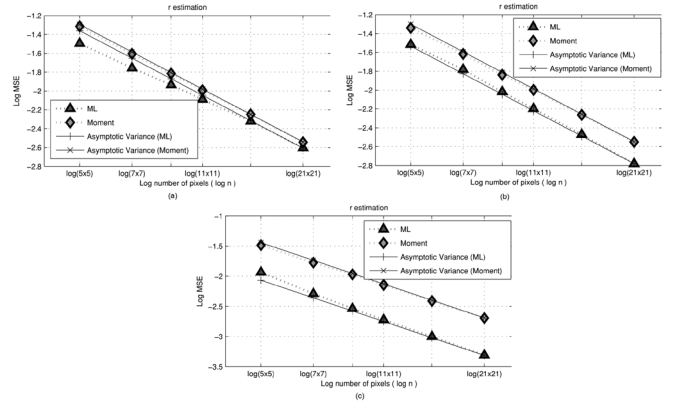 r estimation
−1.2
−1.4
−1.6
−1.8
−2
−2.2
−2.4
−2.6
−2.8
Log MSE
ML
Moment
Asymptotic Variance (ML)
Asymptotic Variance (Moment)
log(5x5) log(7x7) log(11x11) log(21x21)
Log number of pixels ( log n )
(a)
r estimation
−1.2
−1.4
−1.6
−1.8
−2
−2.2
−2.4
−2.6
−2.8
Log MSE
ML
Moment
Asymptotic Variance (ML)
Asymptotic Variance (Moment)
log(5x5) log(7x7) log(11x11) log(21x21)
Log number of pixels ( log n )
(b)
r estimation
−1
−1.5
−2
−2.5
−3
−3.5
Log MSE
ML
Moment
Asymptotic Variance (ML)
Asymptotic Variance (Moment)
log(5x5) log(7x7) log(11x11) log(21x21)
Log number of pixels ( log n )
(c)